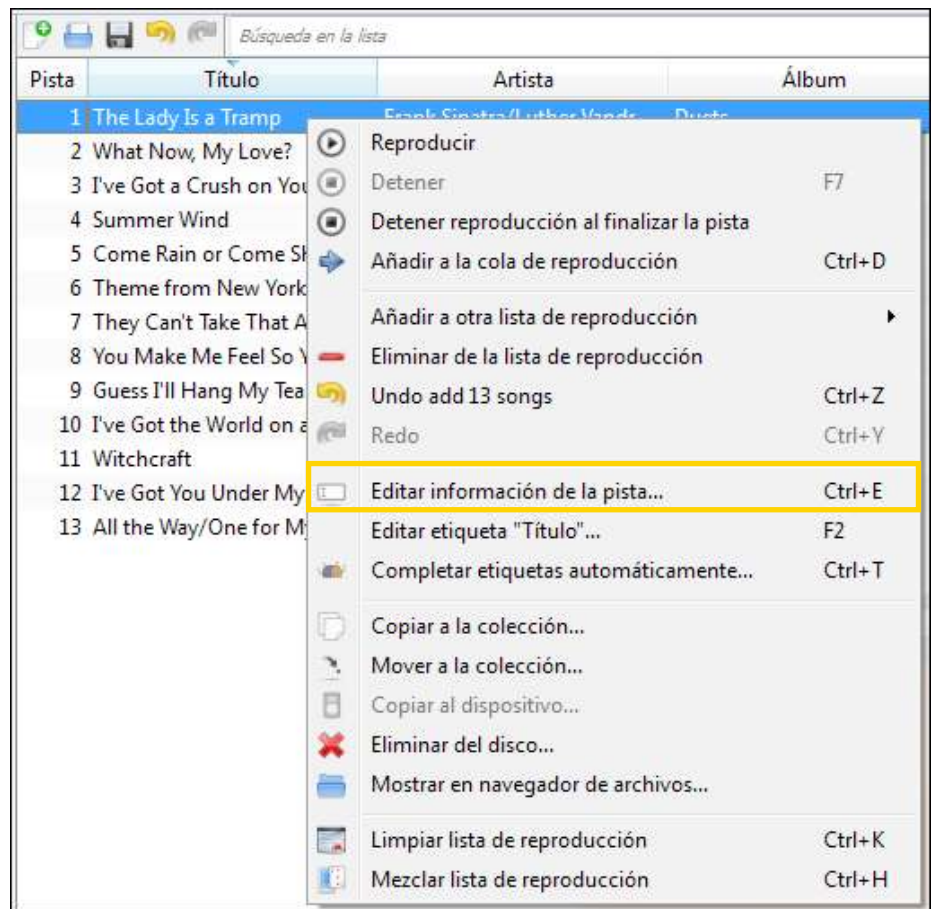 Búsqueda en la lista
Pista Título Artista Álbum
1 The Lady Is a Tramp Frank Sinatra/Luther Vandr Duets
2 What Now, My Love?
3 I've Got a Crush on You
4 Summer Wind
5 Come Rain or Come Sh
6 Theme from New York
7 They Can't Take That A
8 You Make Me Feel So Y
9 Guess I'll Hang My Tea
10 I've Got the World on a
11 Witchcraft
12 I've Got You Under My
13 All the Way/One for My
Reproducir
Detener F7
Detener reproducción al finalizar la pista
Añadir a la cola de reproducción Ctrl+D
Añadir a otra lista de reproducción
Eliminar de la lista de reproducción
Undo add 13 songs Ctrl+Z
Redo Ctrl+Y
Editar información de la pista... Ctrl+E
Editar etiqueta "Título"... F2
Completar etiquetas automáticamente... Ctrl+T
Copiar a la colección...
Mover a la colección...
Copiar al dispositivo...
Eliminar del disco...
Mostrar en navegador de archivos...
Limpiar lista de reproducción Ctrl+K
Mezclar lista de reproducción Ctrl+H